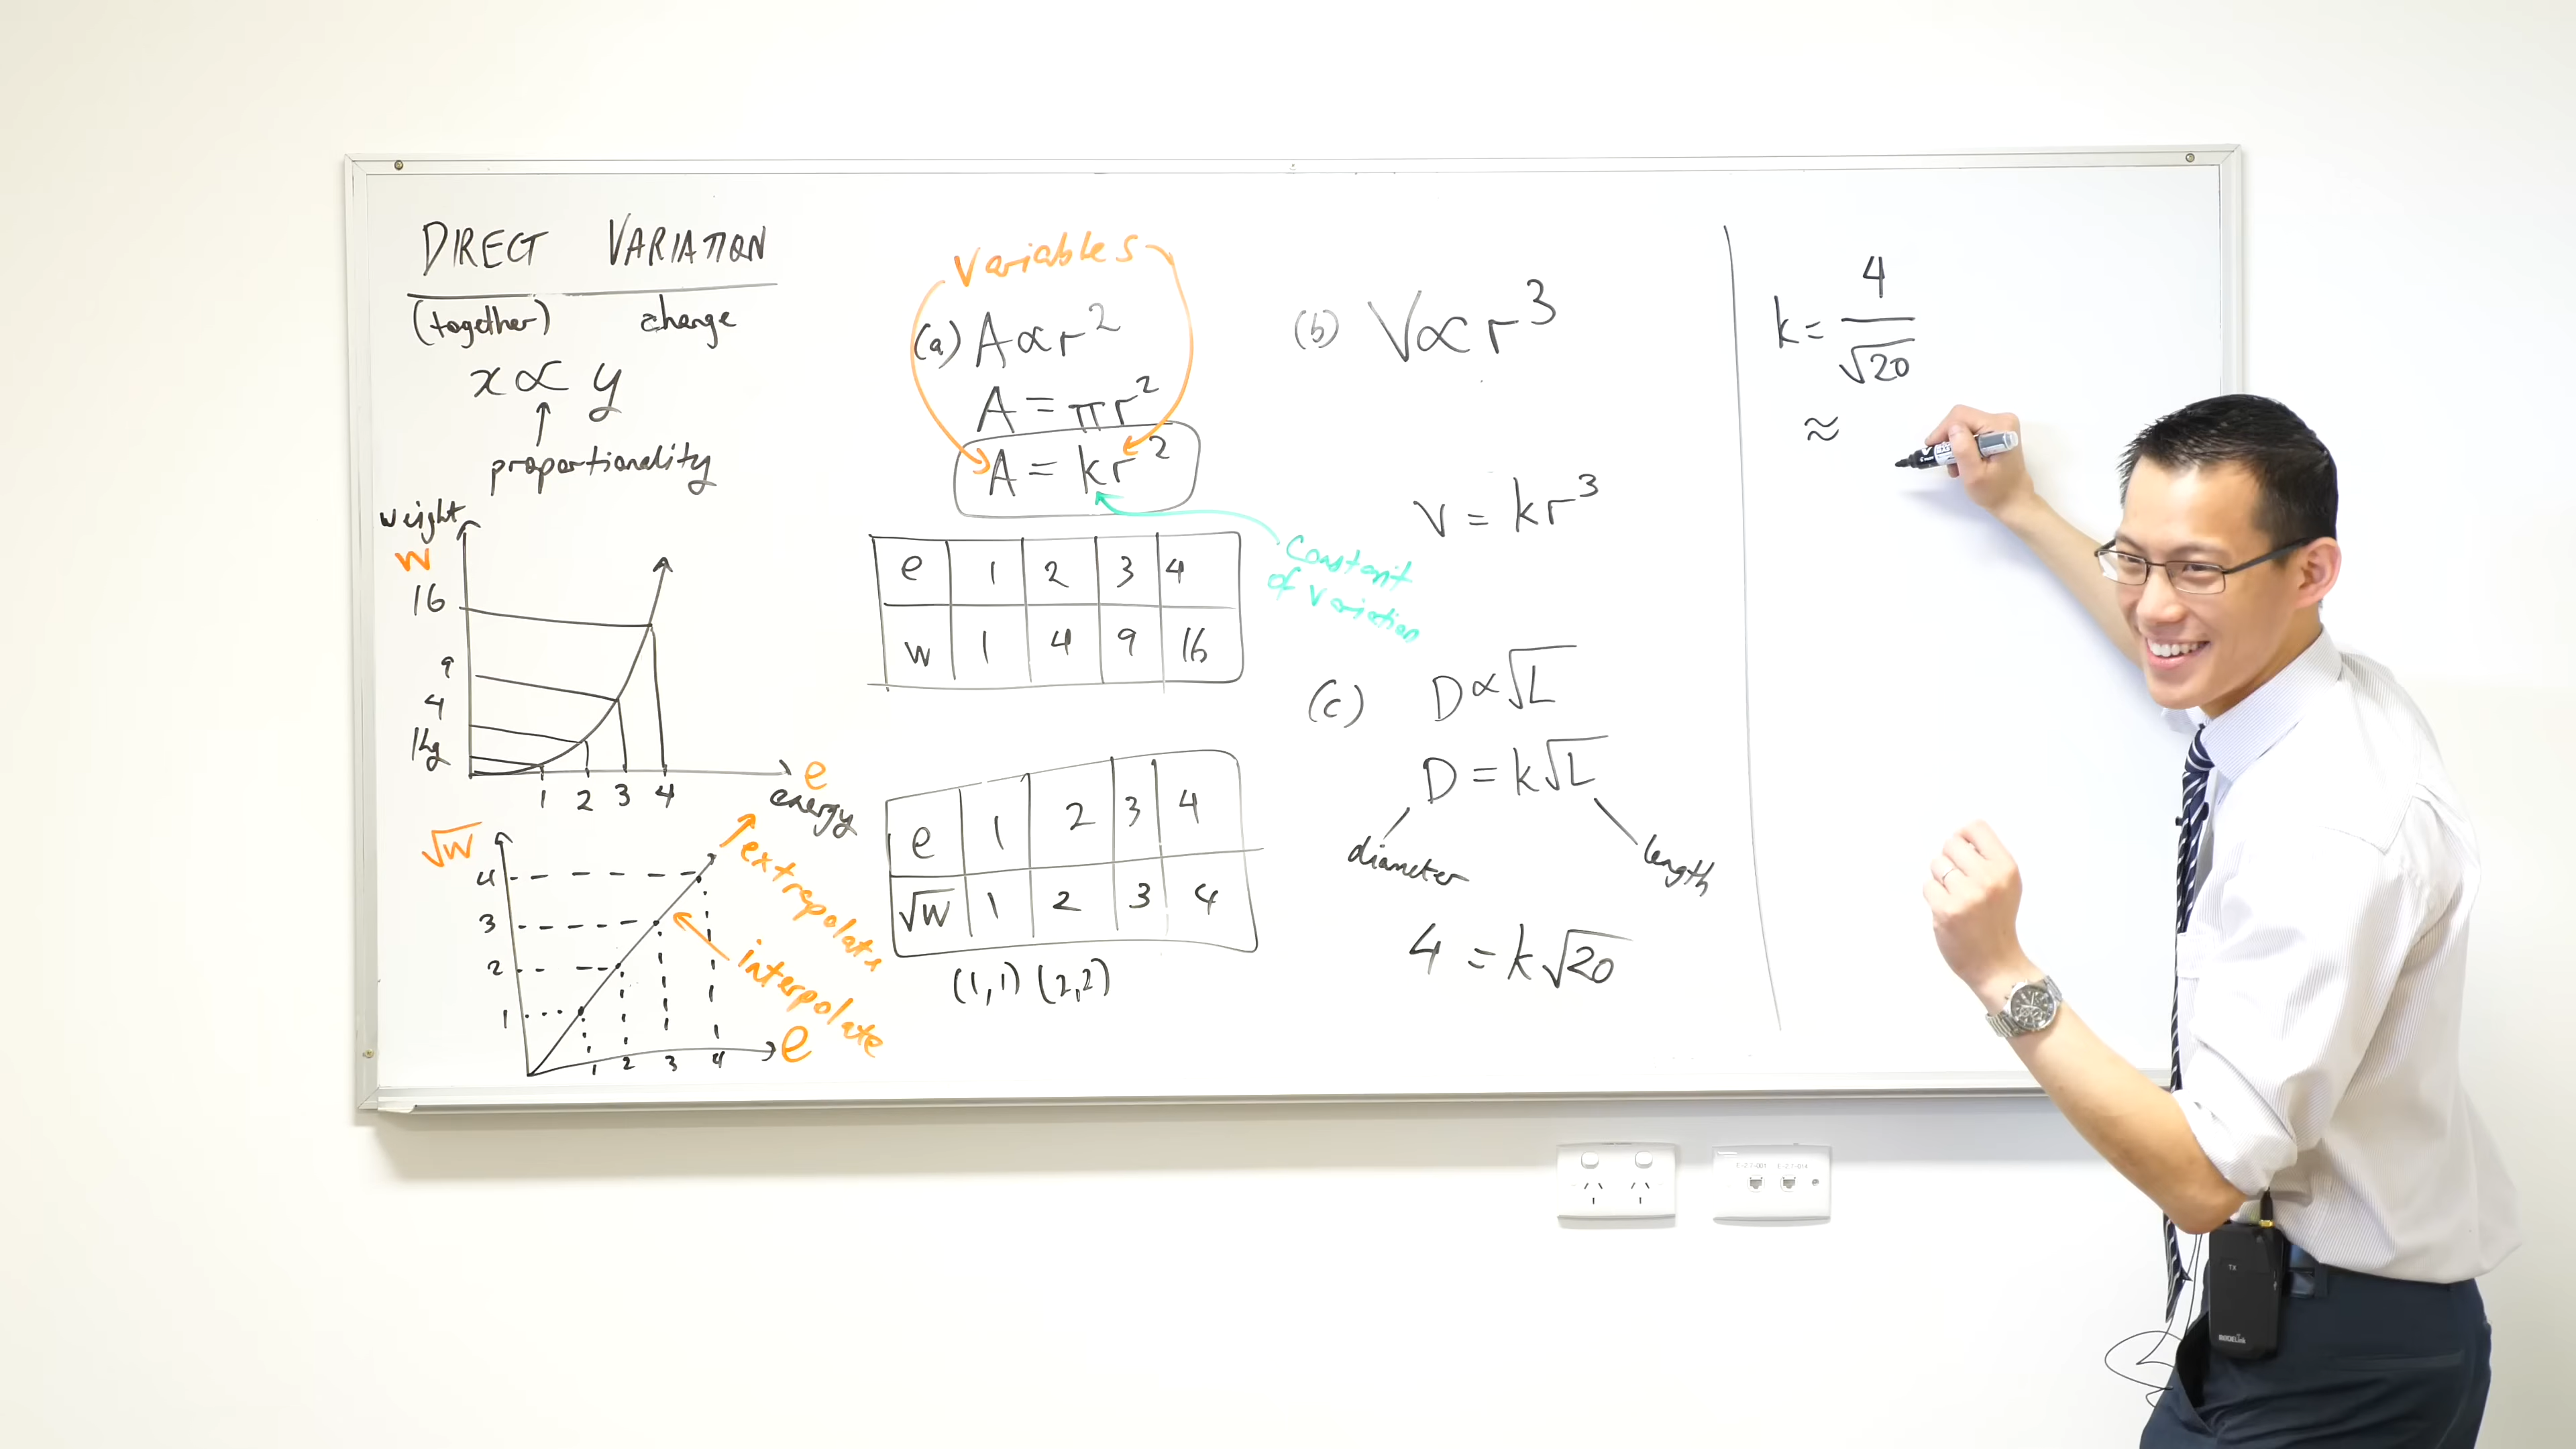 DIRECT VARIATION
(together) change
x ∝ y
proportionality
weight
W
16
9
4
1kg
1 2 3 4
e
energy
√W
4
3
2
1
1 2 3 4
e
extrapolate
interpolate
Variables
(a) A ∝ r²
A = πr²
A = kr²
Constant
of Variation
e 1 2 3 4
w 1 4 9 16
e 1 2 3 4
√W 1 2 3 4
(1,1) (2,2)
(b) V ∝ r³
V = kr³
(c) D ∝ √L
D = k√L
diameter length
4 = k√20
k = 4/√20
≈
TX